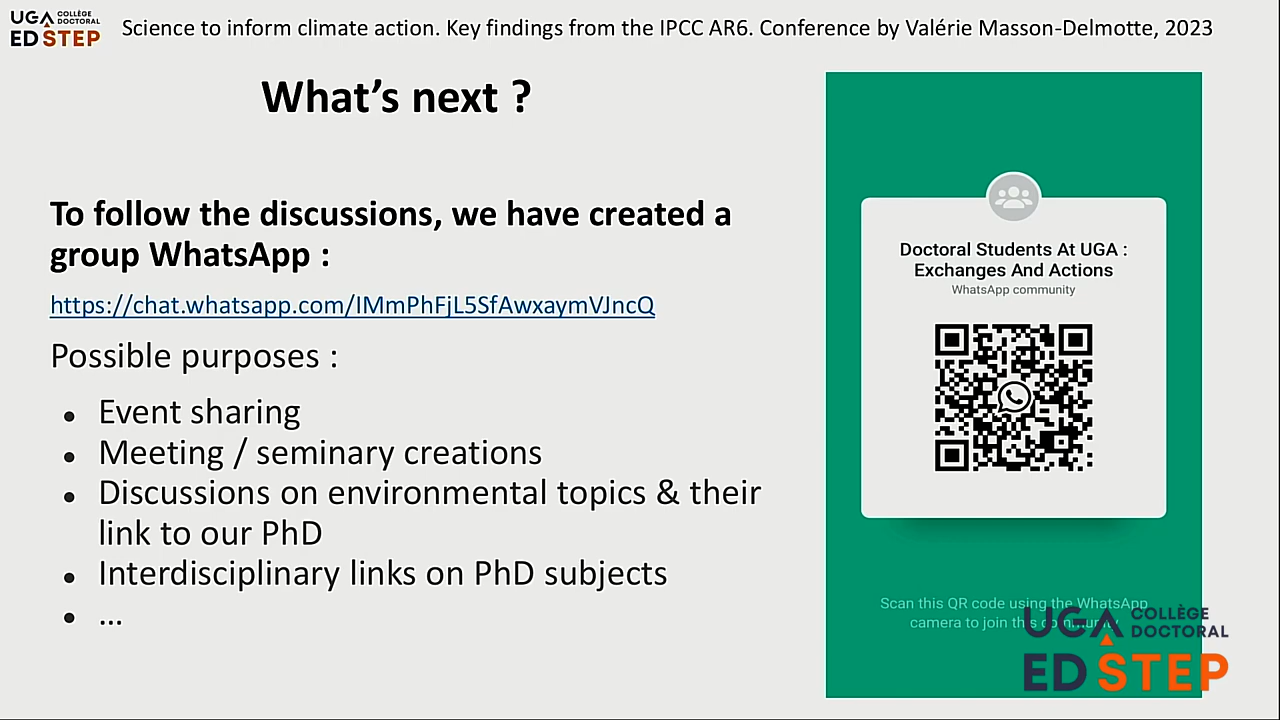 UGA COLLÈGE DOCTORAL
ED STEP
Science to inform climate action. Key findings from the IPCC AR6. Conference by Valérie Masson-Delmotte, 2023
What's next ?
To follow the discussions, we have created a
group WhatsApp :
https://chat.whatsapp.com/IMmPhFjL5SfAwxaymVJncQ
Possible purposes :
• Event sharing
• Meeting / seminary creations
• Discussions on environmental topics & their
link to our PhD
• Interdisciplinary links on PhD subjects
• ...
Doctoral Students At UGA :
Exchanges And Actions
WhatsApp community
Scan this QR code using the WhatsApp
camera to join this community
UGA COLLÈGE DOCTORAL
ED STEP